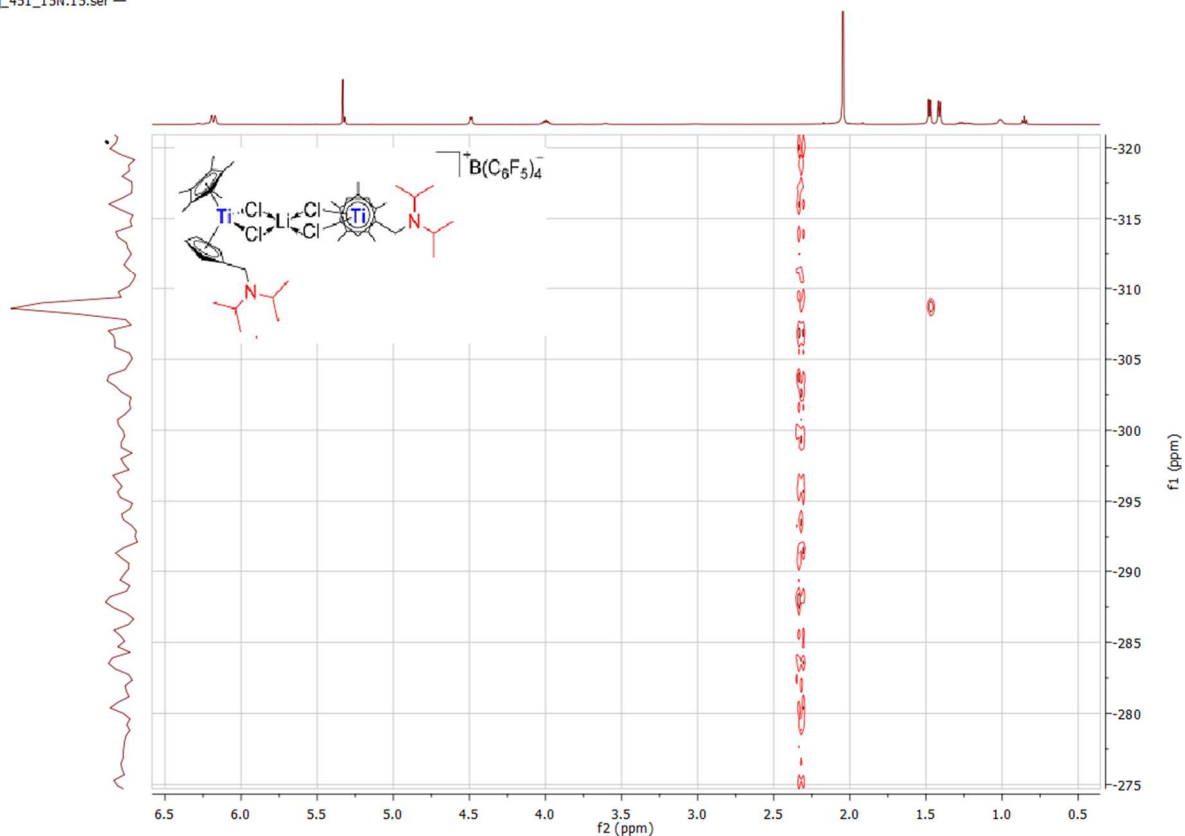 _451_15N.15.ser —
+B(C6F5)4-
Ti Cl Li Cl Ti N
Cl Cl
N
-320
-315
-310
-305
-300
-295
-290
-285
-280
-275
f1 (ppm)
6.5 6.0 5.5 5.0 4.5 4.0 3.5 3.0 2.5 2.0 1.5 1.0 0.5
f2 (ppm)